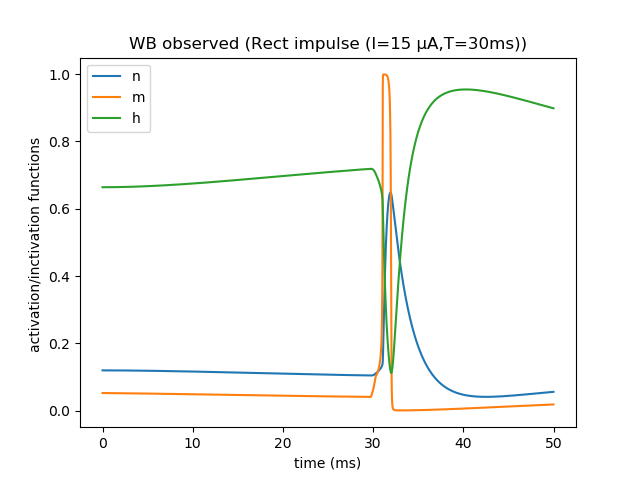 WB observed (Rect impulse (I=15 μA,T=30ms))
n
m
h
activation/inctivation functions
1.0
0.8
0.6
0.4
0.2
0.0
0 10 20 30 40 50
time (ms)